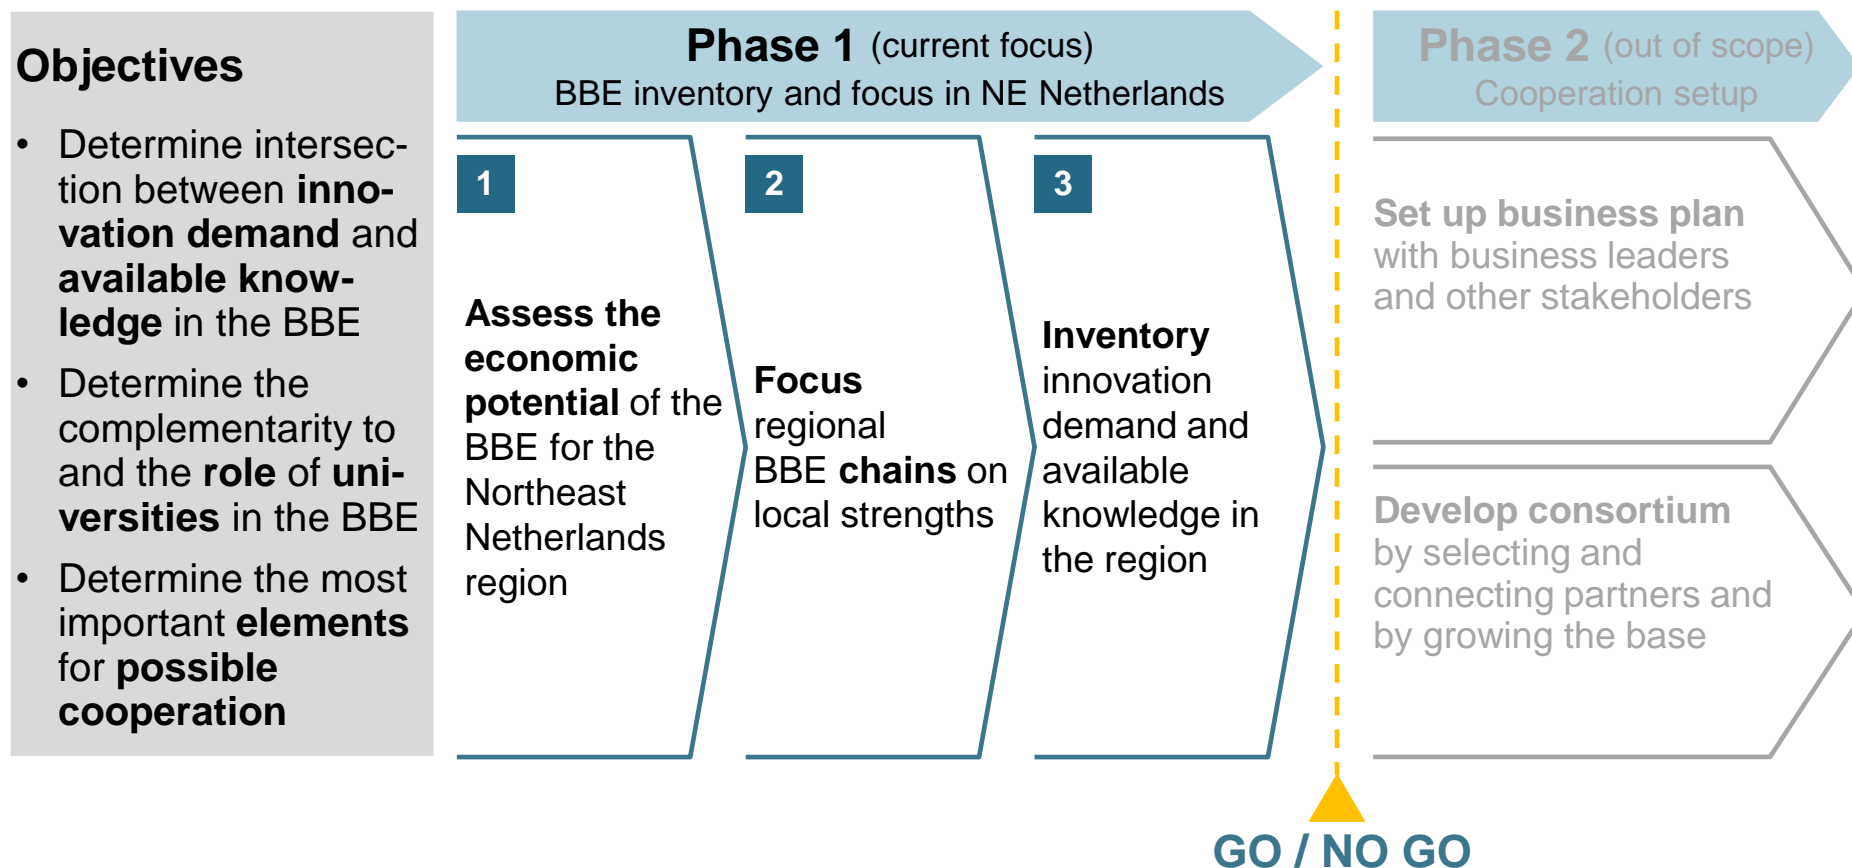 Objectives
• Determine intersec-
tion between inno-
vation demand and
available know-
ledge in the BBE
• Determine the
complementarity to
and the role of uni-
versities in the BBE
• Determine the most
important elements
for possible
cooperation
Phase 1 (current focus)
BBE inventory and focus in NE Netherlands
1
Assess the
economic
potential of the
BBE for the
Northeast
Netherlands
region
2
Focus
regional
BBE chains on
local strengths
3
Inventory
innovation
demand and
available
knowledge in
the region
GO / NO GO
Phase 2 (out of scope)
Cooperation setup
Set up business plan
with business leaders
and other stakeholders
Develop consortium
by selecting and
connecting partners and
by growing the base